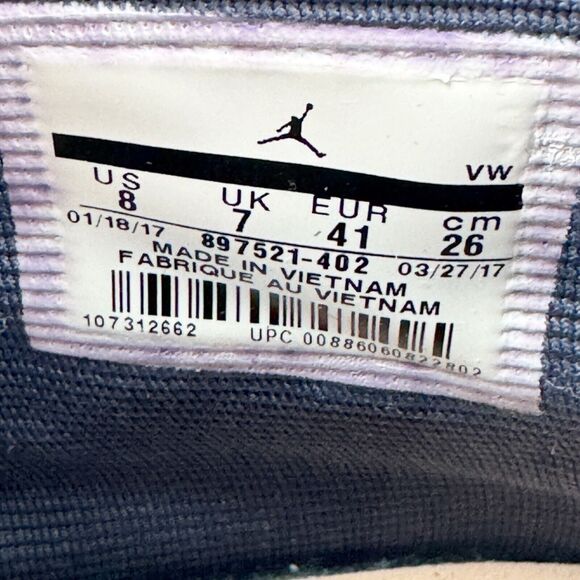 VW
US UK EUR cm
8 7 41 26
01/18/17 897521-402 03/27/17
MADE IN VIETNAM
FABRIQUE AU VIETNAM
107312662 UPC 00886060822802